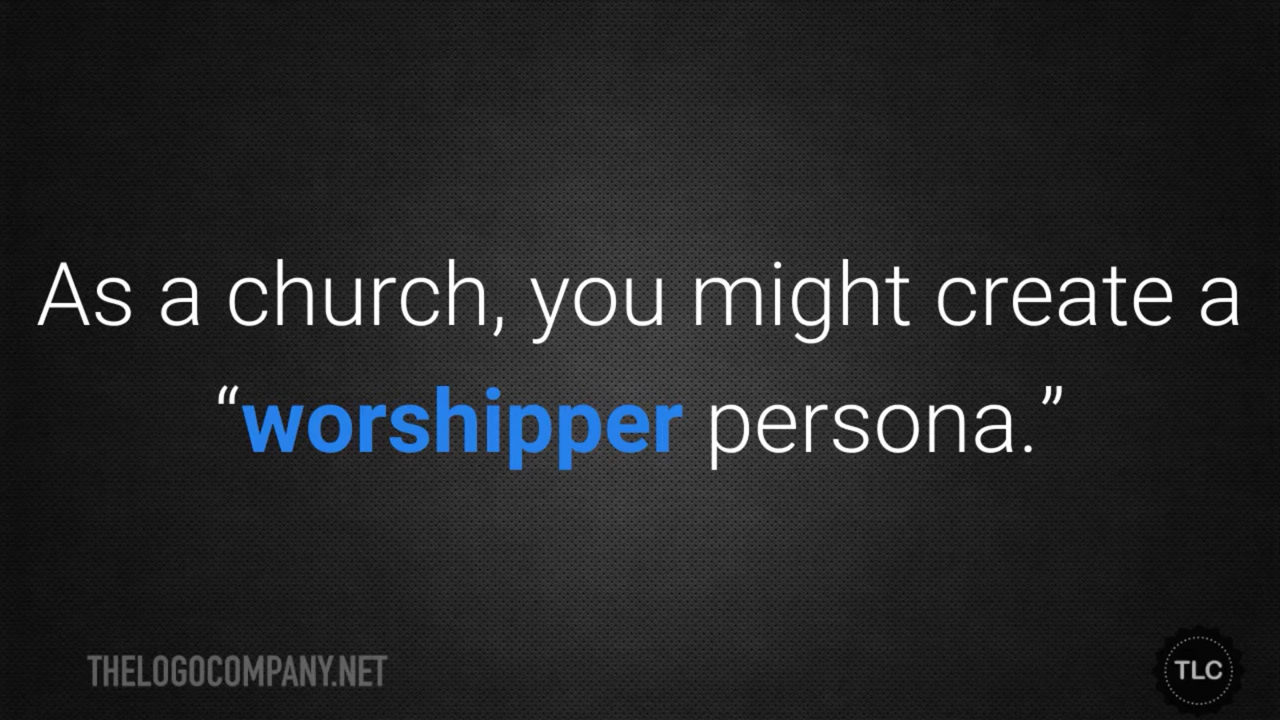 As a church, you might create a
“worshipper persona.”
THELOGOCOMPANY.NET
TLC